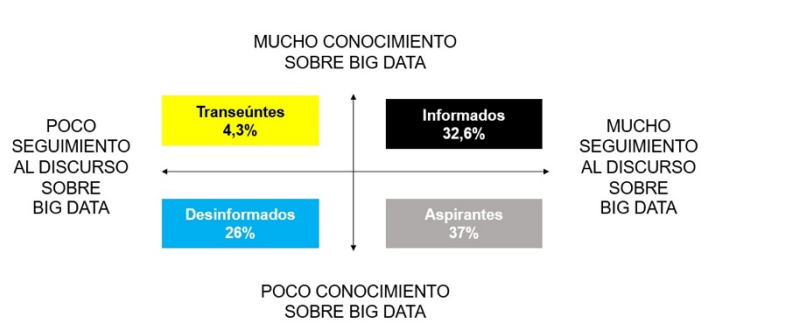 MUCHO CONOCIMIENTO
SOBRE BIG DATA
Transeúntes
4,3%
Informados
32,6%
POCO
SEGUIMIENTO
AL DISCURSO
SOBRE
BIG DATA
MUCHO
SEGUIMIENTO
AL DISCURSO
SOBRE
BIG DATA
Desinformados
26%
Aspirantes
37%
POCO CONOCIMIENTO
SOBRE BIG DATA